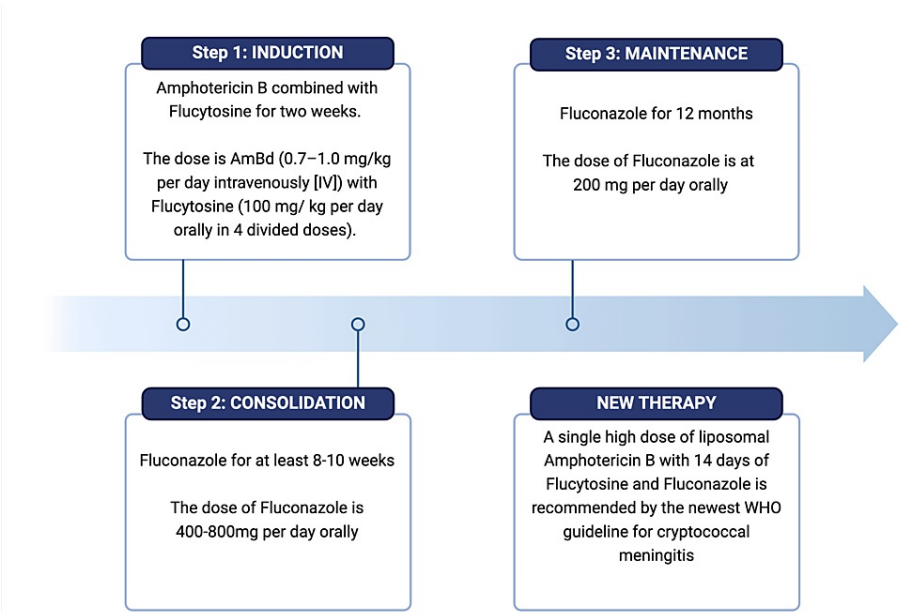 Step 1: INDUCTION
Amphotericin B combined with
Flucytosine for two weeks.
The dose is AmBd (0.7–1.0 mg/kg
per day intravenously [IV]) with
Flucytosine (100 mg/ kg per day
orally in 4 divided doses).
Step 3: MAINTENANCE
Fluconazole for 12 months
The dose of Fluconazole is at
200 mg per day orally
Step 2: CONSOLIDATION
Fluconazole for at least 8-10 weeks
The dose of Fluconazole is
400-800mg per day orally
NEW THERAPY
A single high dose of liposomal
Amphotericin B with 14 days of
Flucytosine and Fluconazole is
recommended by the newest WHO
guideline for cryptococcal
meningitis